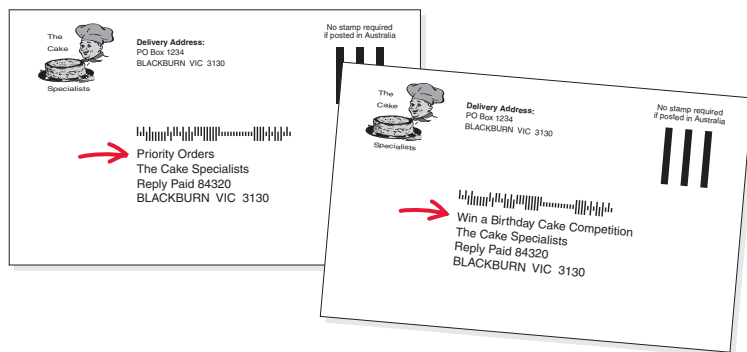 The
Cake
Specialists
Delivery Address:
PO Box 1234
BLACKBURN VIC 3130
No stamp required
if posted in Australia
Priority Orders
The Cake Specialists
Reply Paid 84320
BLACKBURN VIC 3130
The
Cake
Specialists
Delivery Address:
PO Box 1234
BLACKBURN VIC 3130
No stamp required
if posted in Australia
Win a Birthday Cake Competition
The Cake Specialists
Reply Paid 84320
BLACKBURN VIC 3130